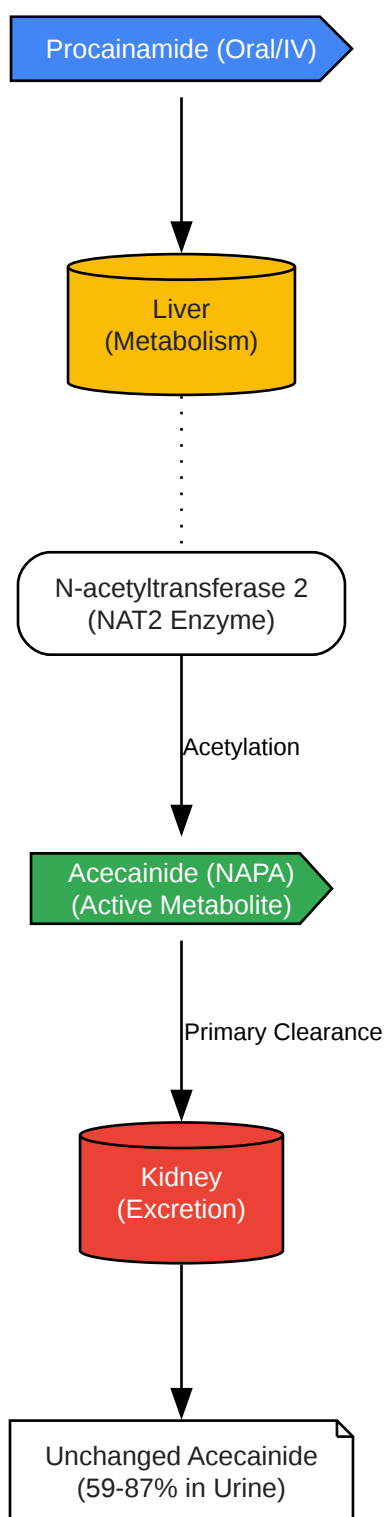 Procainamide (Oral/IV)
Liver
(Metabolism)
N-acetyltransferase 2
(NAT2 Enzyme)
Acetylation
Acecainide (NAPA)
(Active Metabolite)
Primary Clearance
Kidney
(Excretion)
Unchanged Acecainide
(59-87% in Urine)